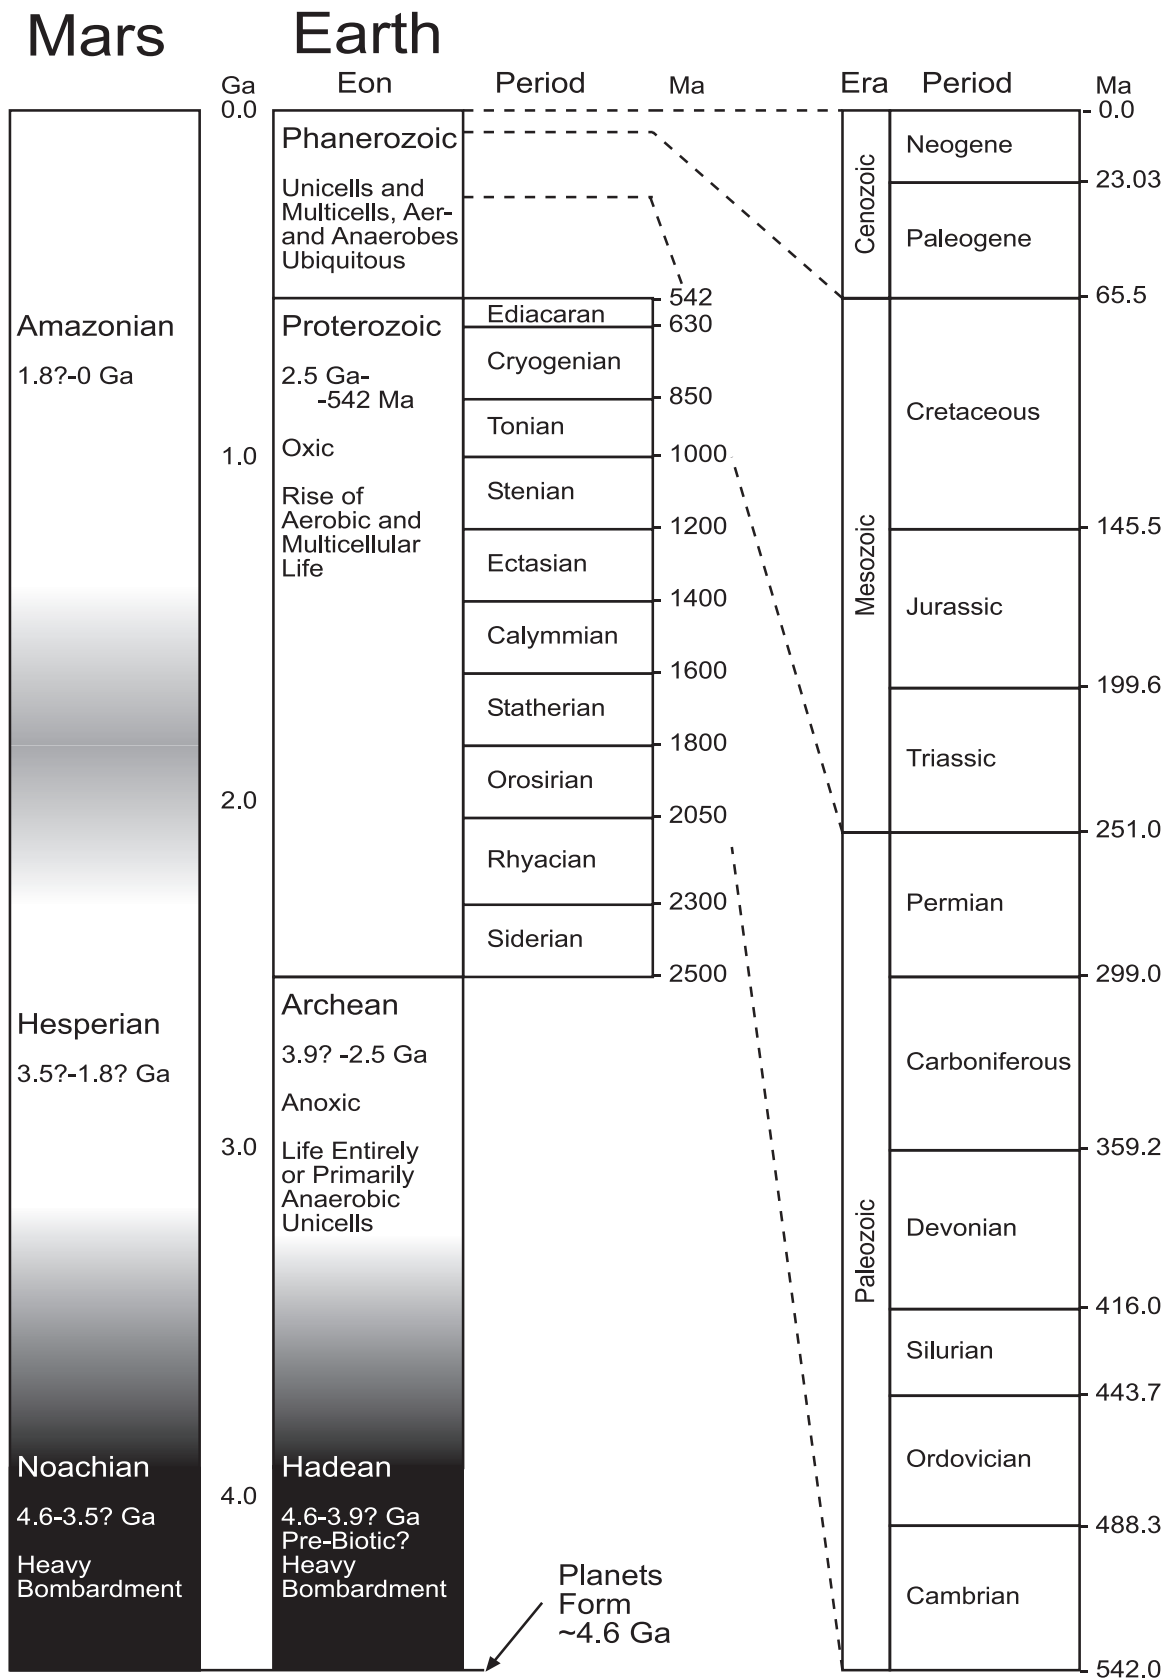 Mars
Earth
Ga
Eon
Period
Ma
Era
Period
Ma
0.0
0.0
Amazonian
1.8?-0 Ga
Hesperian
3.5?-1.8? Ga
Noachian
4.6-3.5? Ga
Heavy
Bombardment
1.0
2.0
3.0
4.0
Phanerozoic
Unicells and
Multicells, Aer-
and Anaerobes
Ubiquitous
Proterozoic
2.5 Ga-
-542 Ma
Oxic
Rise of
Aerobic and
Multicellular
Life
Archean
3.9? -2.5 Ga
Anoxic
Life Entirely
or Primarily
Anaerobic
Unicells
Hadean
4.6-3.9? Ga
Pre-Biotic?
Heavy
Bombardment
542
Ediacaran
630
Cryogenian
850
Tonian
1000
Stenian
1200
Ectasian
1400
Calymmian
1600
Statherian
1800
Orosirian
2050
Rhyacian
2300
Siderian
2500
Planets
Form
~4.6 Ga
Cenozoic
Mesozoic
Paleozoic
Neogene
23.03
Paleogene
65.5
Cretaceous
145.5
Jurassic
199.6
Triassic
251.0
Permian
299.0
Carboniferous
359.2
Devonian
416.0
Silurian
443.7
Ordovician
488.3
Cambrian
542.0